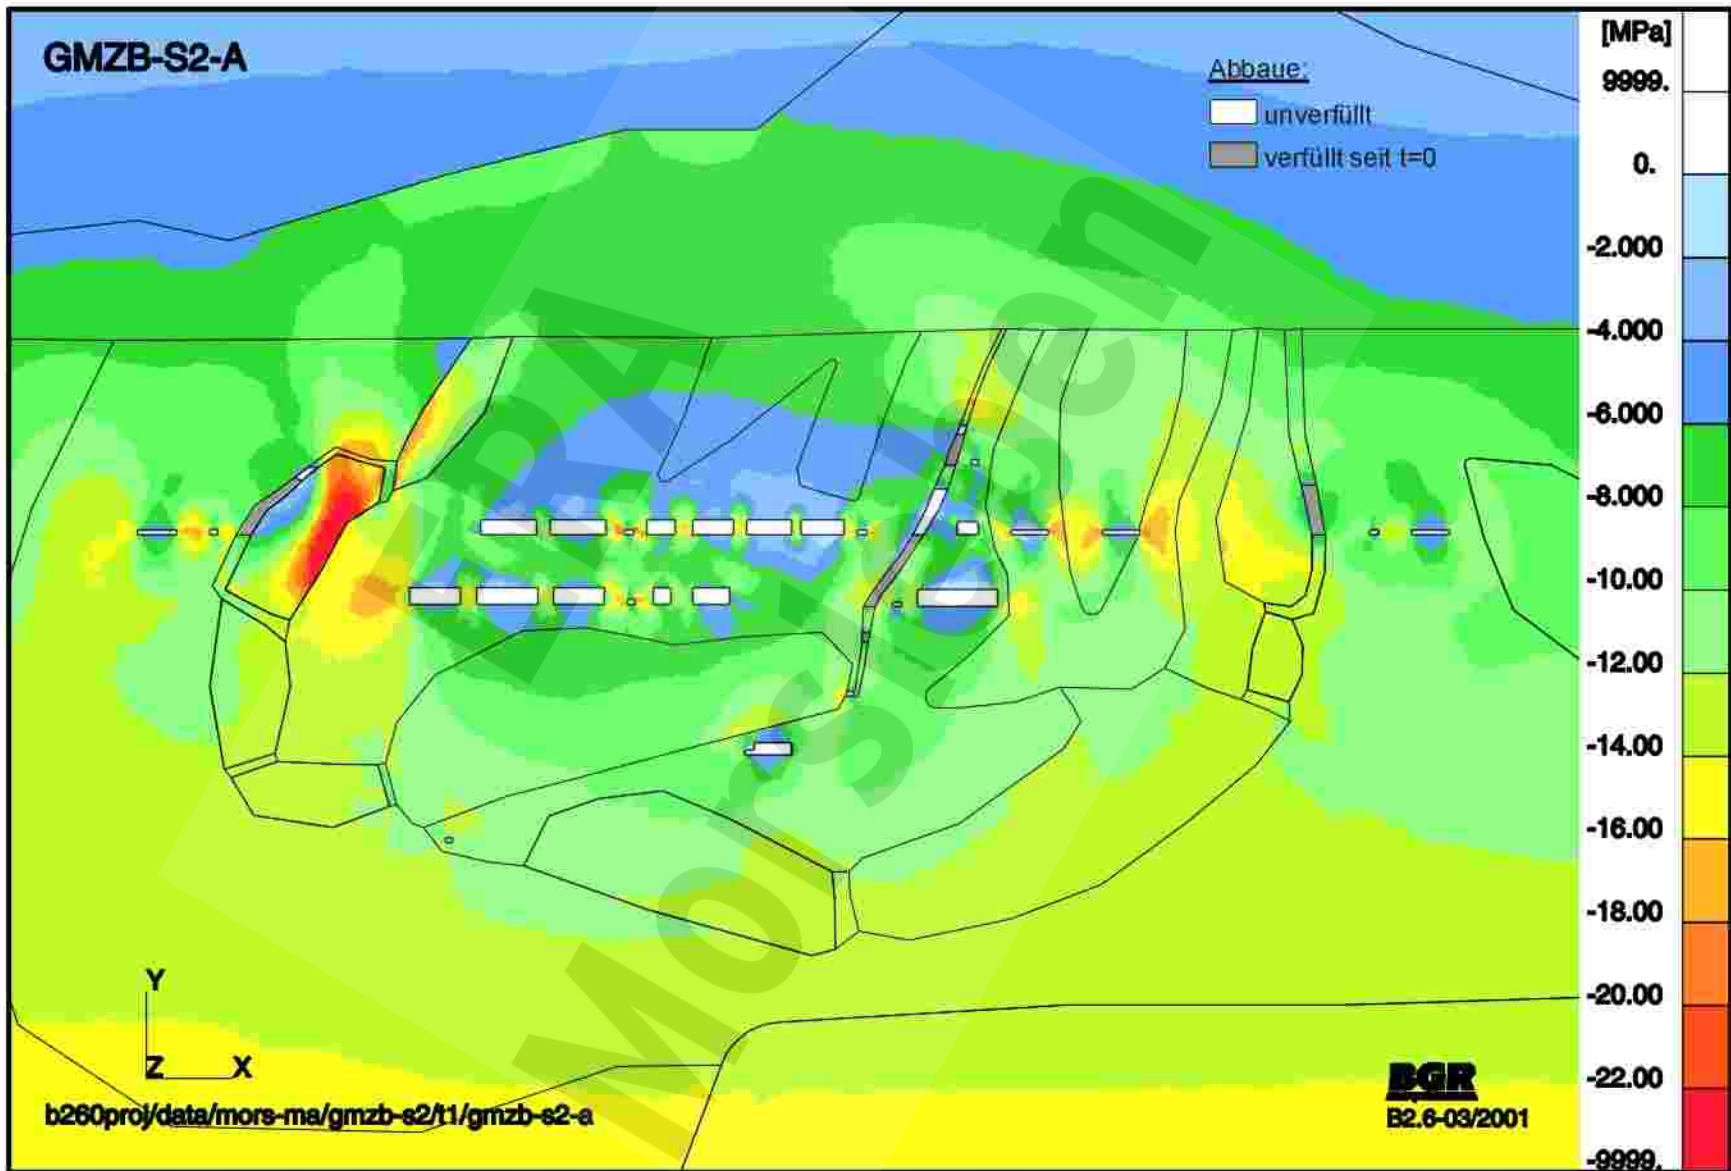 GMZB-S2-A
Abbaue:
unverfüllt
verfüllt seit t=0
[MPa]
9999.
0.
-2.000
-4.000
-6.000
-8.000
-10.00
-12.00
-14.00
-16.00
-18.00
-20.00
-22.00
-9999.
ERA Morsleben
Y
Z X
b260proj/data/mors-ma/gmzb-s2/t1/gmzb-s2-a
BGR
B2.6-03/2001